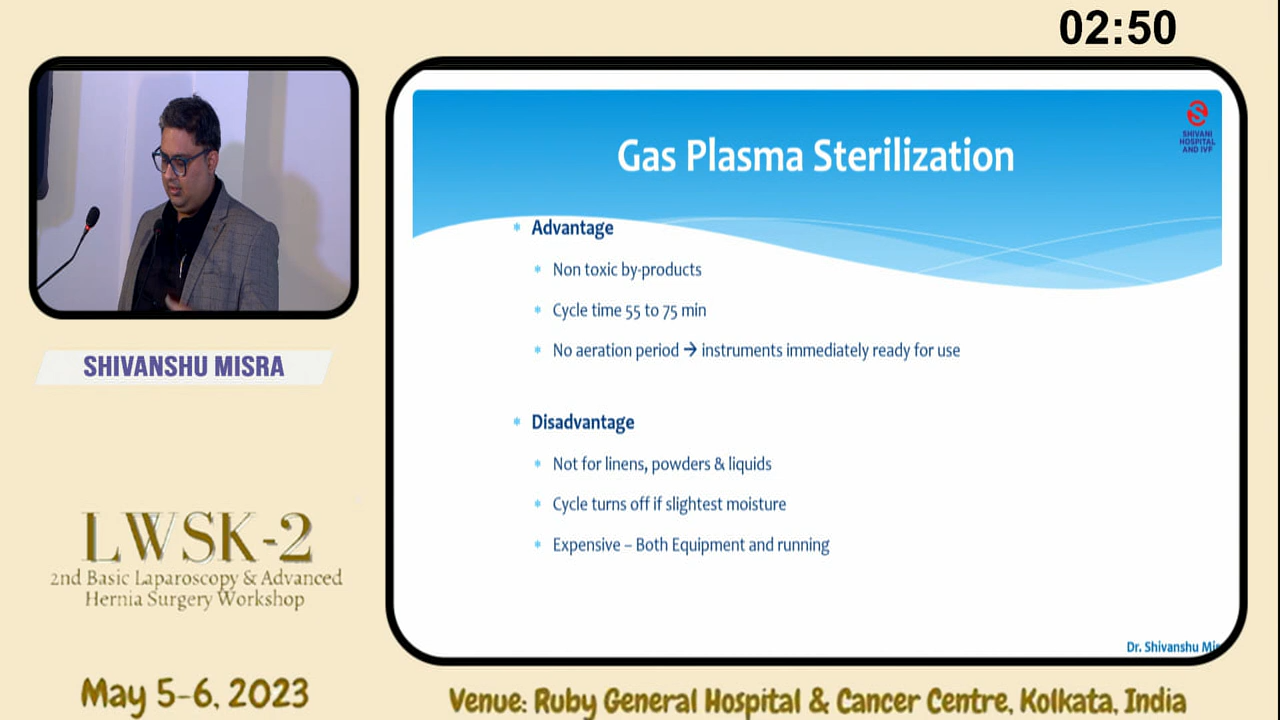 02:50
SHIVANI
HOSPITAL
AND IVF
Gas Plasma Sterilization
* Advantage
* Non toxic by-products
* Cycle time 55 to 75 min
* No aeration period → instruments immediately ready for use
* Disadvantage
* Not for linens, powders & liquids
* Cycle turns off if slightest moisture
* Expensive – Both Equipment and running
Dr. Shivanshu
SHIVANSHU MISRA
LWSK-2
2nd Basic Laparoscopy & Advanced
Hernia Surgery Workshop
May 5-6, 2023
Venue: Ruby General Hospital & Cancer Centre, Kolkata, India